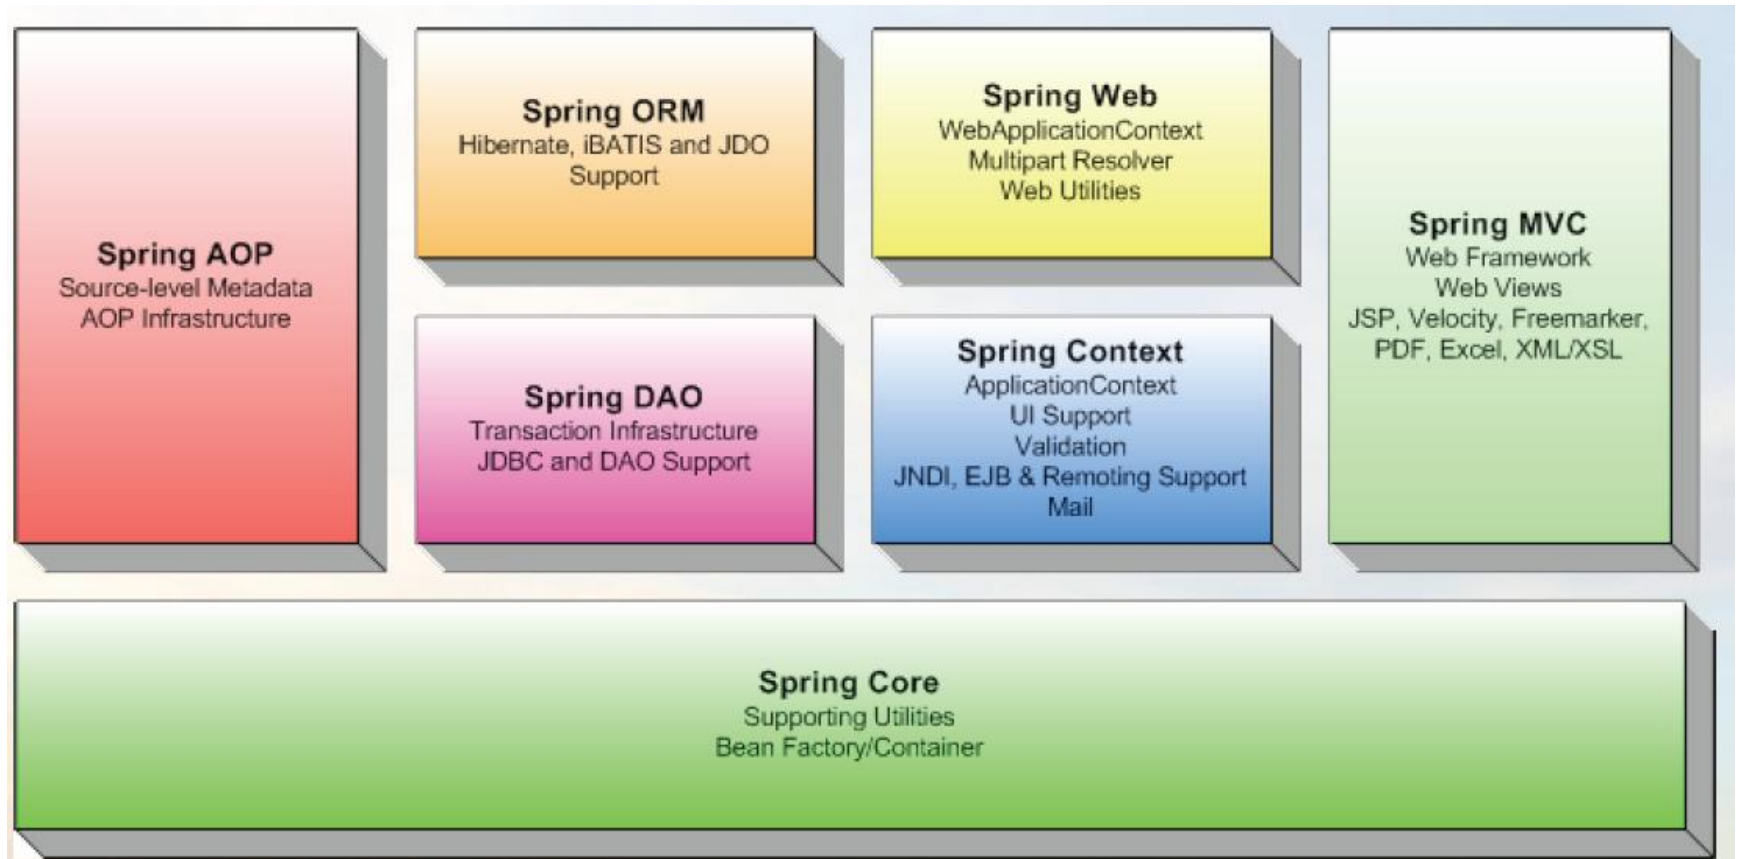 Spring AOP
Source-level Metadata
AOP Infrastructure
Spring ORM
Hibernate, iBATIS and JDO
Support
Spring DAO
Transaction Infrastructure
JDBC and DAO Support
Spring Web
WebApplicationContext
Multipart Resolver
Web Utilities
Spring Context
ApplicationContext
UI Support
Validation
JNDI, EJB & Remoting Support
Mail
Spring MVC
Web Framework
Web Views
JSP, Velocity, Freemarker,
PDF, Excel, XML/XSL
Spring Core
Supporting Utilities
Bean Factory/Container